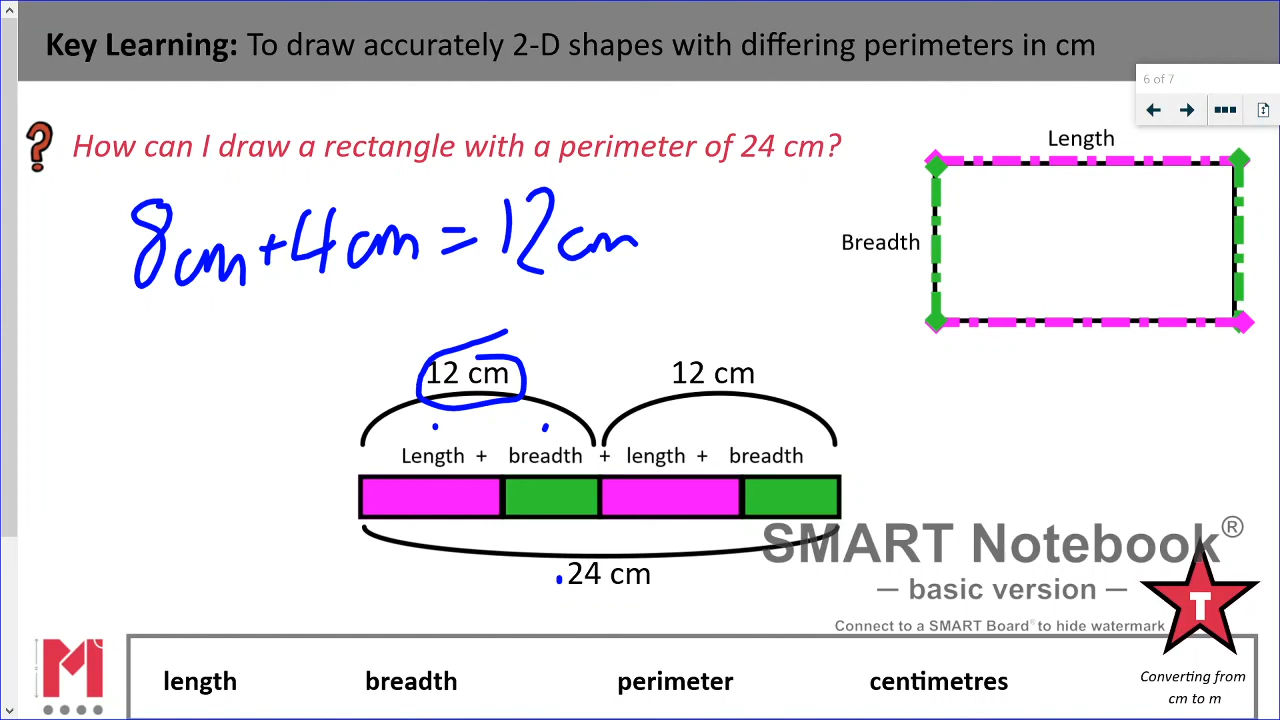 Key Learning: To draw accurately 2-D shapes with differing perimeters in cm
6 of 7
? How can I draw a rectangle with a perimeter of 24 cm?
Length
8cm+4cm=12cm
Breadth
12 cm 12 cm
Length + breadth + length + breadth
SMART Notebook®
24 cm
— basic version —
T
Connect to a SMART Board® to hide watermark
M
length breadth perimeter centimetres
Converting from
cm to m